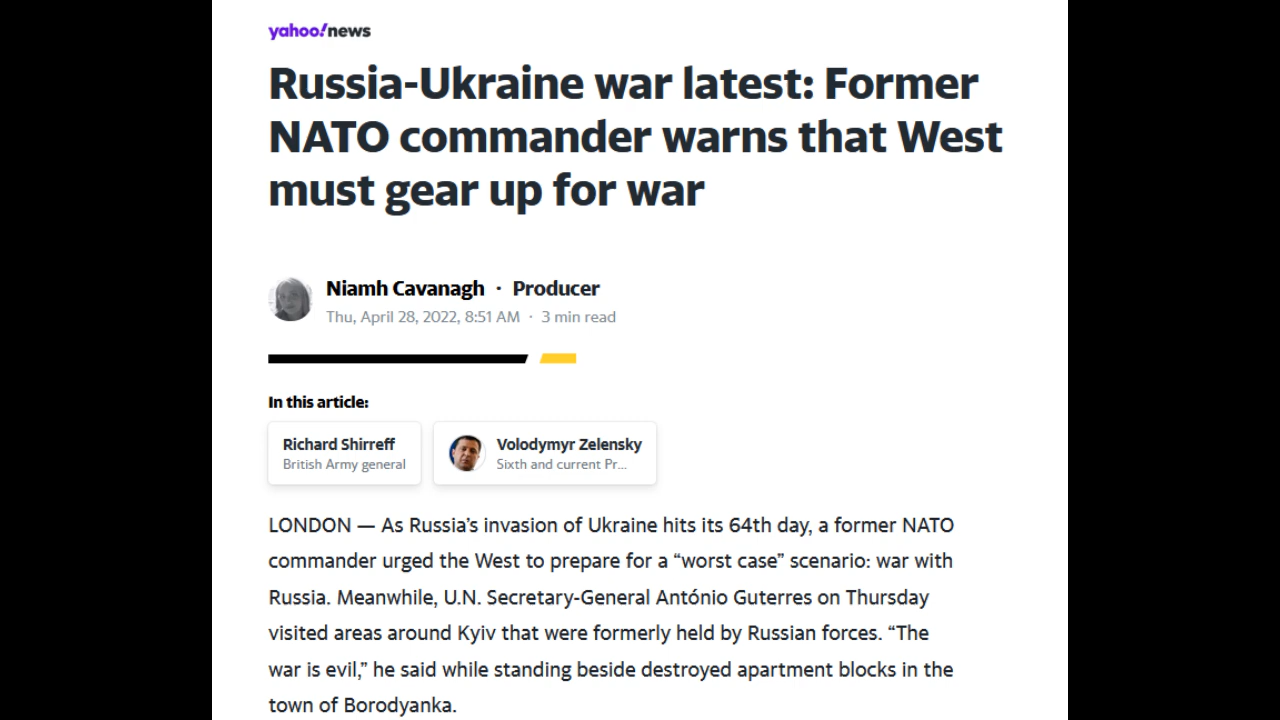 yahoo!news
Russia-Ukraine war latest: Former
NATO commander warns that West
must gear up for war
Niamh Cavanagh · Producer
Thu, April 28, 2022, 8:51 AM · 3 min read
In this article:
Richard Shirreff
British Army general
Volodymyr Zelensky
Sixth and current Pr...
LONDON — As Russia’s invasion of Ukraine hits its 64th day, a former NATO
commander urged the West to prepare for a “worst case” scenario: war with
Russia. Meanwhile, U.N. Secretary-General António Guterres on Thursday
visited areas around Kyiv that were formerly held by Russian forces. “The
war is evil,” he said while standing beside destroyed apartment blocks in the
town of Borodyanka.